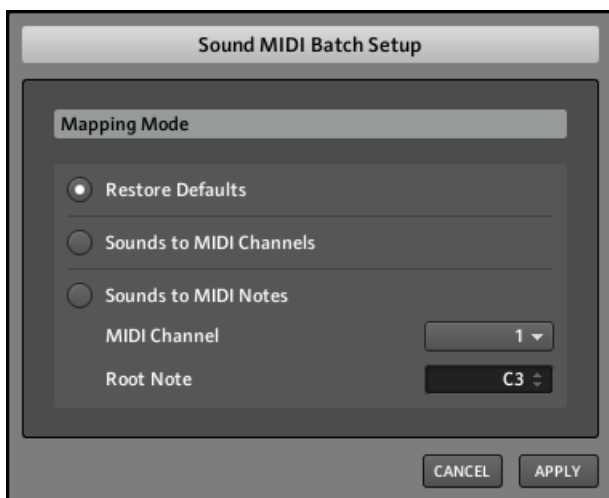 Sound MIDI Batch Setup
Mapping Mode
Restore Defaults
Sounds to MIDI Channels
Sounds to MIDI Notes
MIDI Channel 1
Root Note C3
CANCEL APPLY